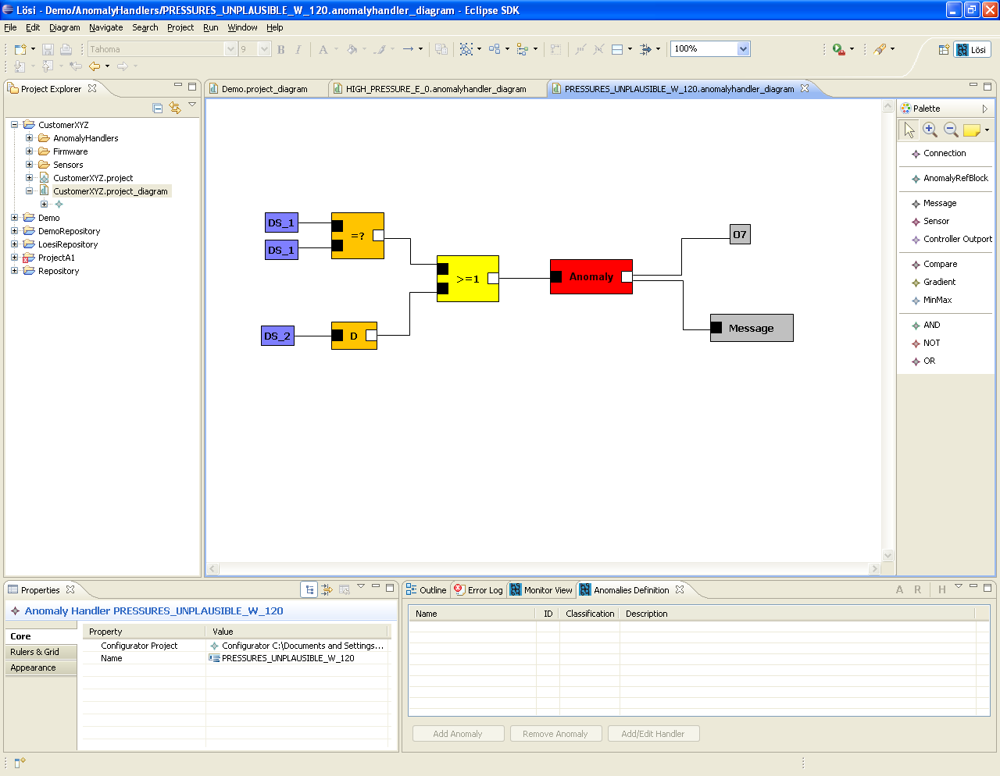 Lösi - Demo/AnomalyHandlers/PRESSURES_UNPLAUSIBLE_W_120.anomalyhandler_diagram - Eclipse SDK
File Edit Diagram Navigate Search Project Run Window Help
Tahoma 9 B I A 100% Lösi
Project Explorer
CustomerXYZ
AnomalyHandlers
Firmware
Sensors
CustomerXYZ.project
CustomerXYZ.project_diagram
Demo
DemoRepository
LoesiRepository
ProjectA1
Repository
Demo.project_diagram HIGH_PRESSURE_E_0.anomalyhandler_diagram PRESSURES_UNPLAUSIBLE_W_120.anomalyhandler_diagram
DS_1
DS_1
=?
>=1
DS_2
D
Anomaly
O7
Message
Palette
Connection
AnomalyRefBlock
Message
Sensor
Controller Outport
Compare
Gradient
MinMax
AND
NOT
OR
Properties
Anomaly Handler PRESSURES_UNPLAUSIBLE_W_120
Core
Rulers & Grid
Appearance
Property Value
Configurator Project Configurator C:\Documents and Settings...
Name PRESSURES_UNPLAUSIBLE_W_120
Outline Error Log Monitor View Anomalies Definition A R H
Name ID Classification Description
Add Anomaly Remove Anomaly Add/Edit Handler